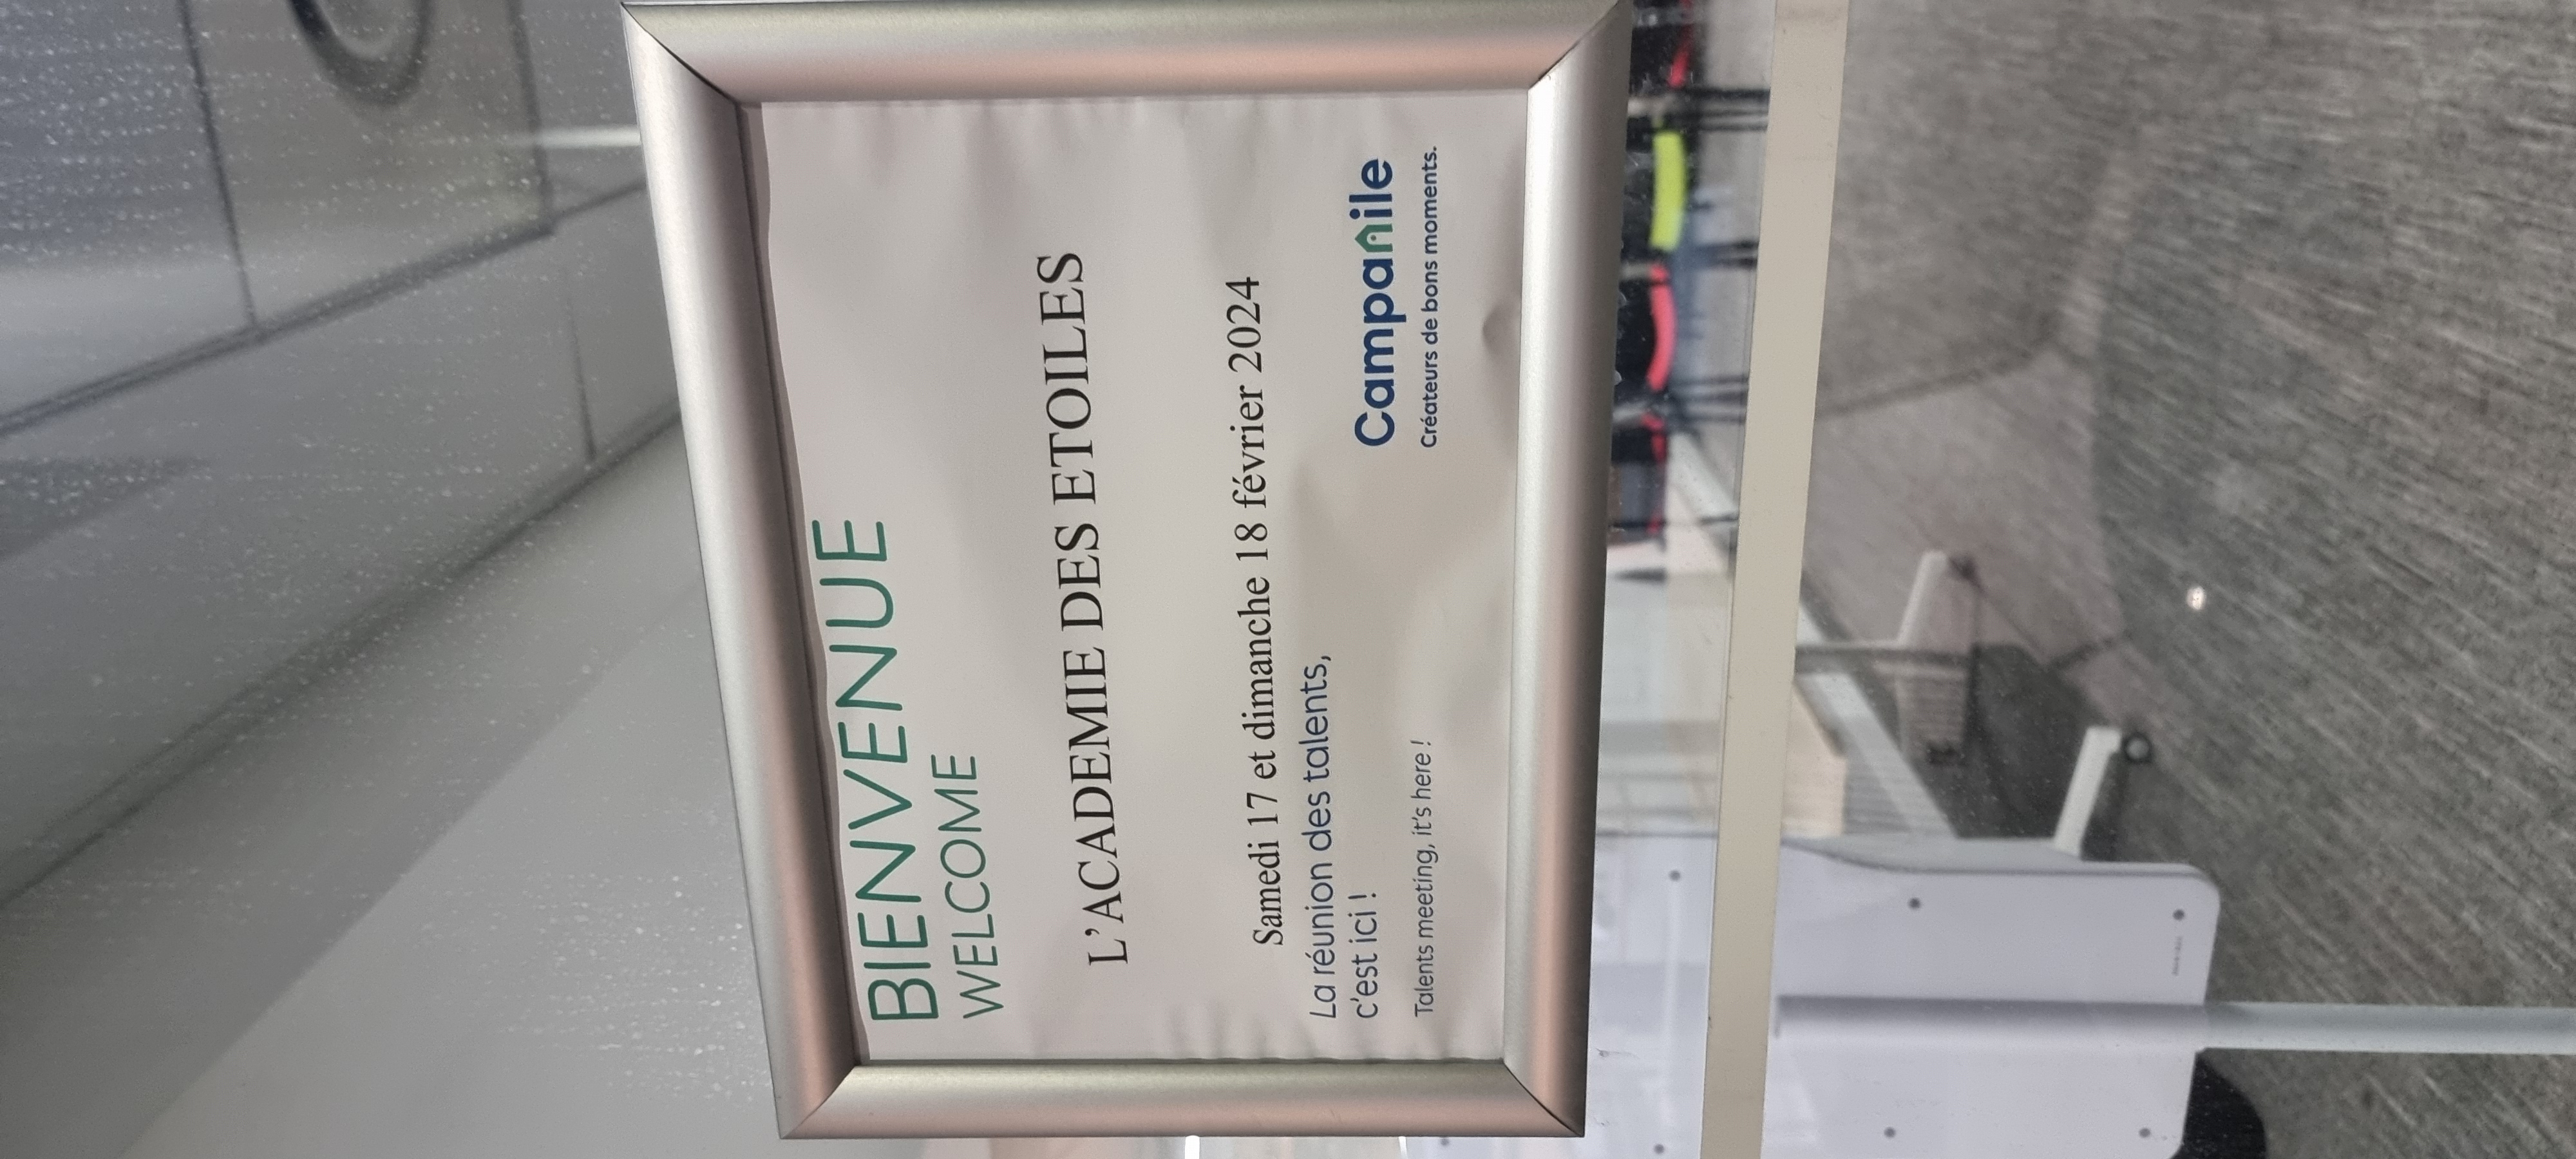 BIENVENUE
WELCOME
L'ACADEMIE DES ETOILES
Samedi 17 et dimanche 18 février 2024
La réunion des talents,
c'est ici !
Talents meeting, it's here !
Campanile
Créateurs de bons moments.